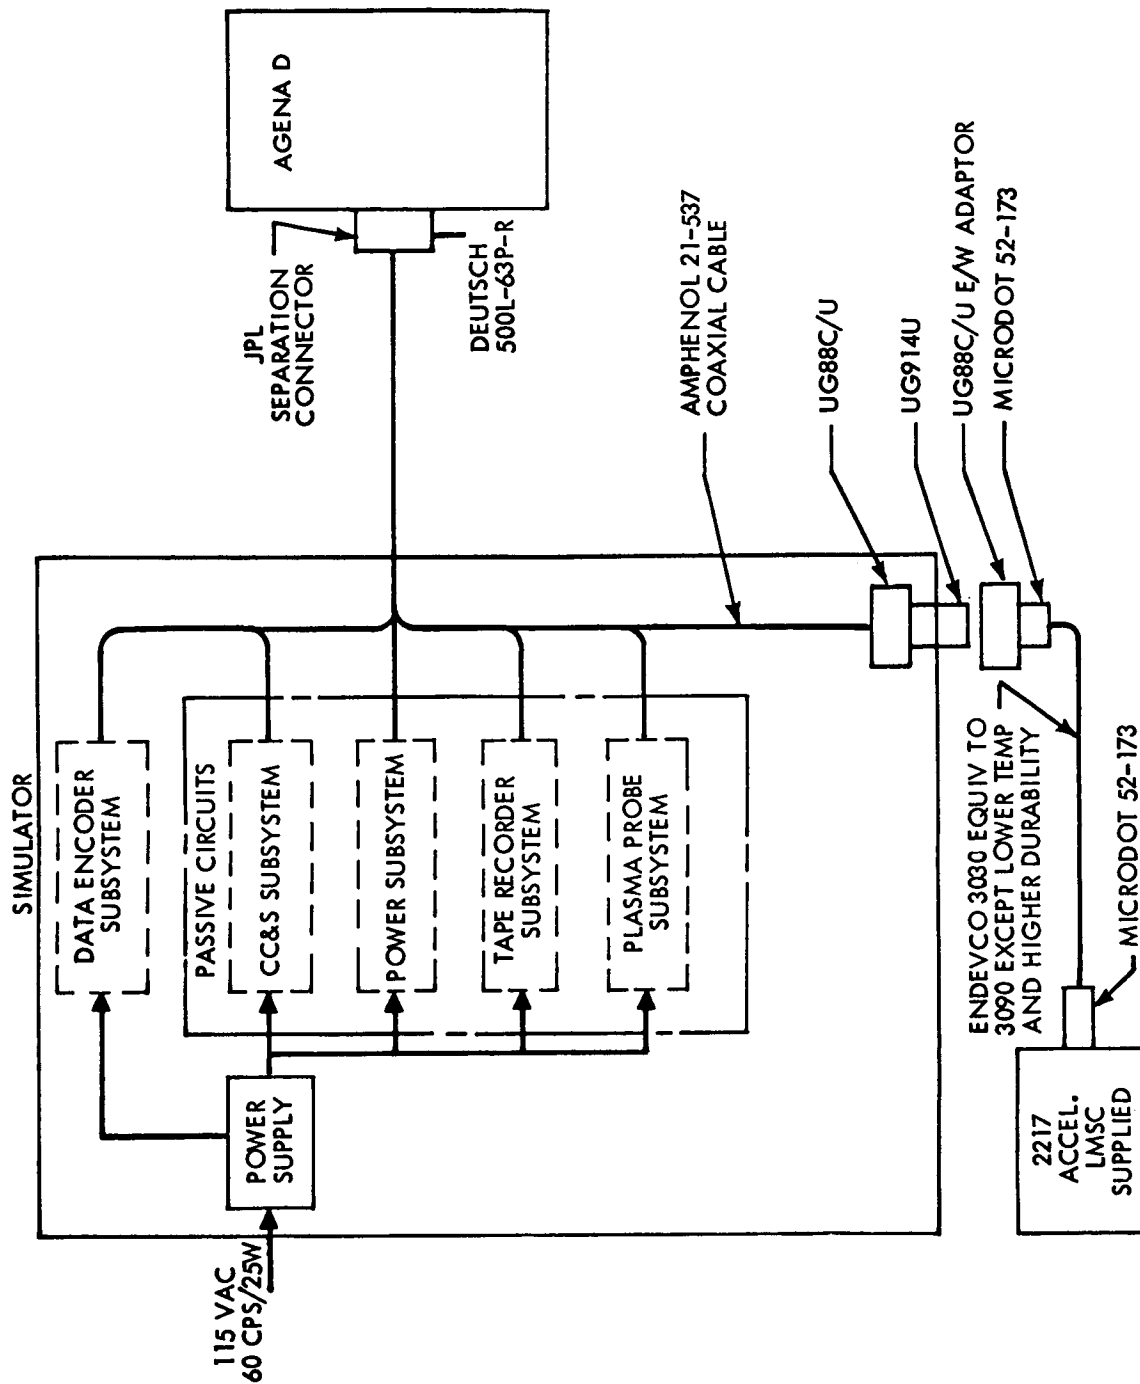 SIMULATOR
115 VAC
60 CPS/25W
POWER
SUPPLY
DATA ENCODER
SUBSYSTEM
PASSIVE CIRCUITS
CC&S SUBSYSTEM
POWER SUBSYSTEM
TAPE RECORDER
SUBSYSTEM
PLASMA PROBE
SUBSYSTEM
JPL
SEPARATION
CONNECTOR
AGENA D
DEUTSCH
500L-63P-R
AMPHENOL 21-537
COAXIAL CABLE
UG88C/U
UG914U
UG88C/U E/W ADAPTOR
MICRODOT 52-173
ENDEVCO 3030 EQUIV TO
3090 EXCEPT LOWER TEMP
AND HIGHER DURABILITY
2217
ACCEL.
LMSC
SUPPLIED
MICRODOT 52-173